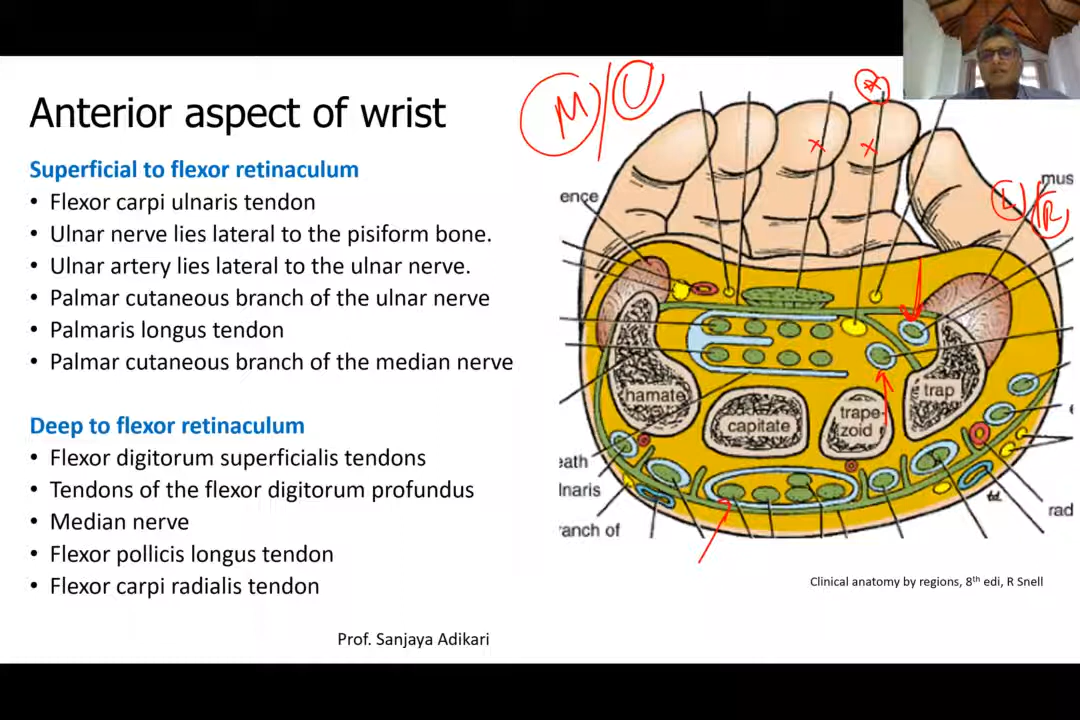 Anterior aspect of wrist
Superficial to flexor retinaculum
• Flexor carpi ulnaris tendon
• Ulnar nerve lies lateral to the pisiform bone.
• Ulnar artery lies lateral to the ulnar nerve.
• Palmar cutaneous branch of the ulnar nerve
• Palmaris longus tendon
• Palmar cutaneous branch of the median nerve
Deep to flexor retinaculum
• Flexor digitorum superficialis tendons
• Tendons of the flexor digitorum profundus
• Median nerve
• Flexor pollicis longus tendon
• Flexor carpi radialis tendon
Prof. Sanjaya Adikari
M/U
L/R
mus
ence
hamate
capitate
trape-
zoid
trap
eath
lnaris
ranch of
rad
Clinical anatomy by regions, 8th edi, R Snell